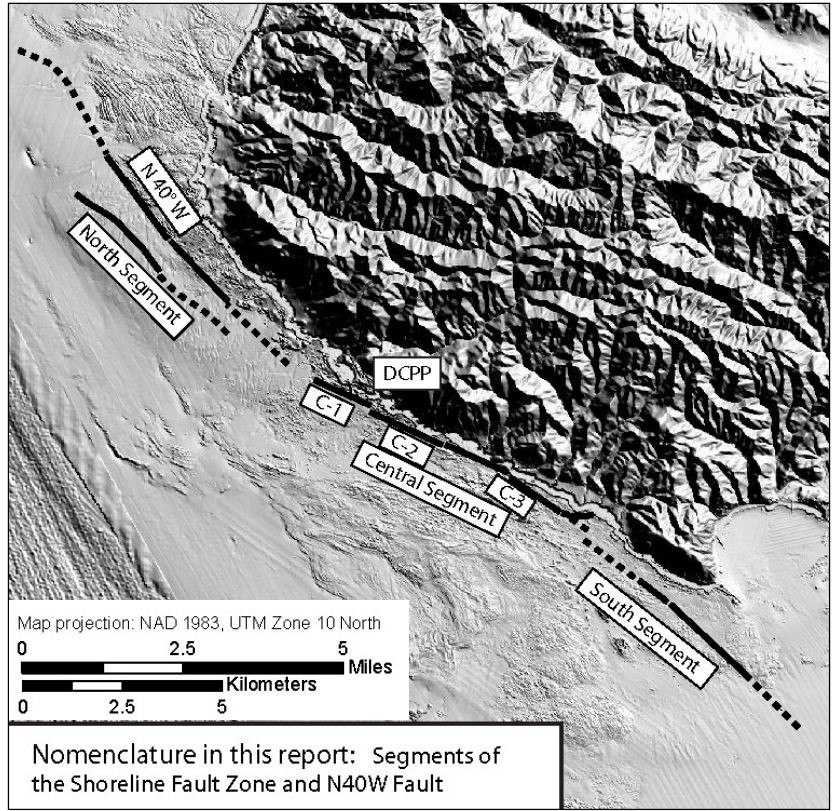 N 40° W
North Segment
DCPP
C-1
C-2
Central Segment
C-3
South Segment
Map projection: NAD 1983, UTM Zone 10 North
0 2.5 5
Miles
Kilometers
0 2.5 5
Nomenclature in this report: Segments of
the Shoreline Fault Zone and N40W Fault